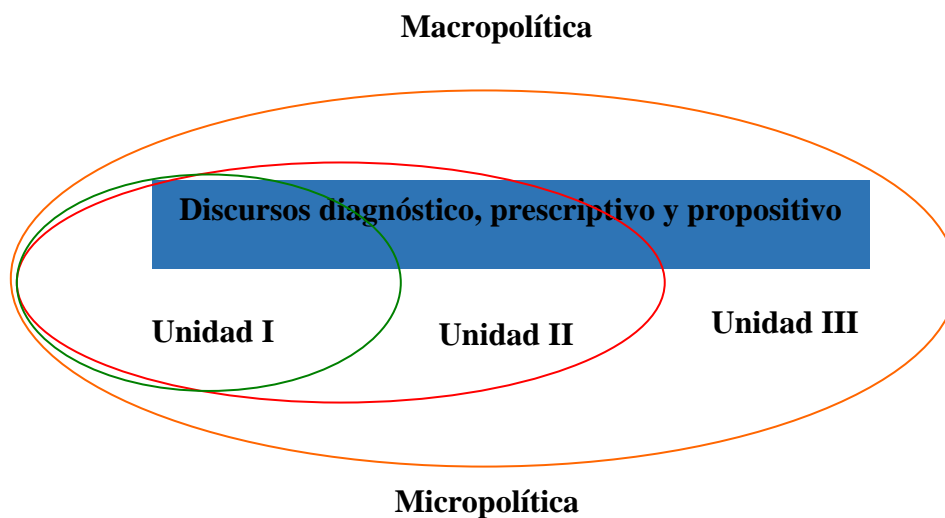 Macropolítica
Discursos diagnóstico, prescriptivo y propositivo
Unidad I
Unidad II
Unidad III
Micropolítica